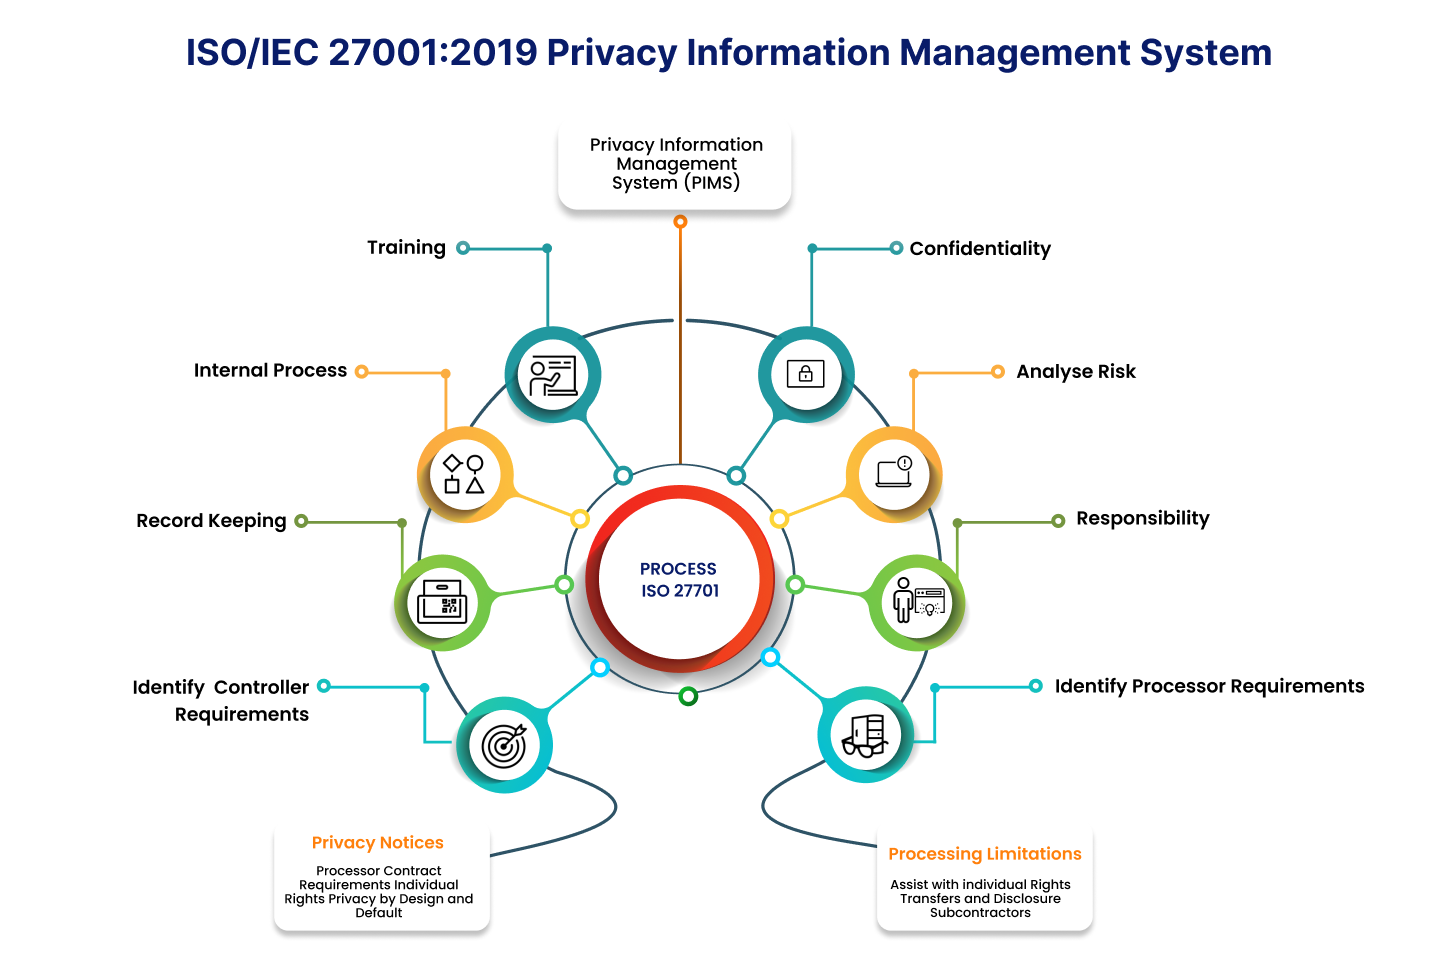 ISO/IEC 27001:2019 Privacy Information Management System
Privacy Information
Management
System (PIMS)
Training
Confidentiality
Internal Process
Analyse Risk
Record Keeping
Responsibility
PROCESS
ISO 27701
Identify Controller
Requirements
Identify Processor Requirements
Privacy Notices
Processor Contract
Requirements Individual
Rights Privacy by Design and
Default
Processing Limitations
Assist with individual Rights
Transfers and Disclosure
Subcontractors